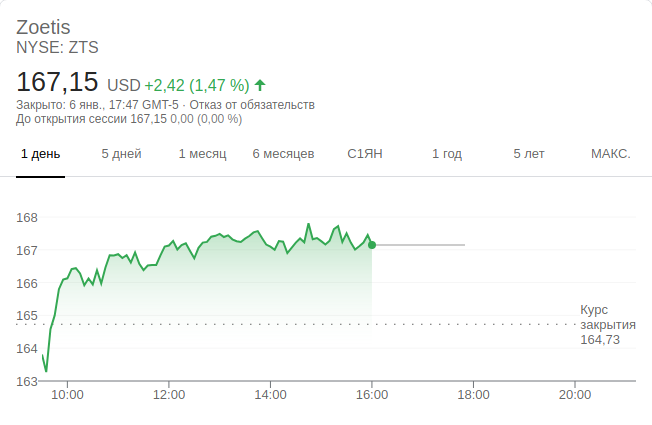 Zoetis
NYSE: ZTS
167,15 USD +2,42 (1,47 %)
Закрыто: 6 янв., 17:47 GMT-5 · Отказ от обязательств
До открытия сессии 167,15 0,00 (0,00 %)
1 день 5 дней 1 месяц 6 месяцев С1ЯН 1 год 5 лет МАКС.
168
167
166
165
164
163
Курс
закрытия
164,73
10:00 12:00 14:00 16:00 18:00 20:00